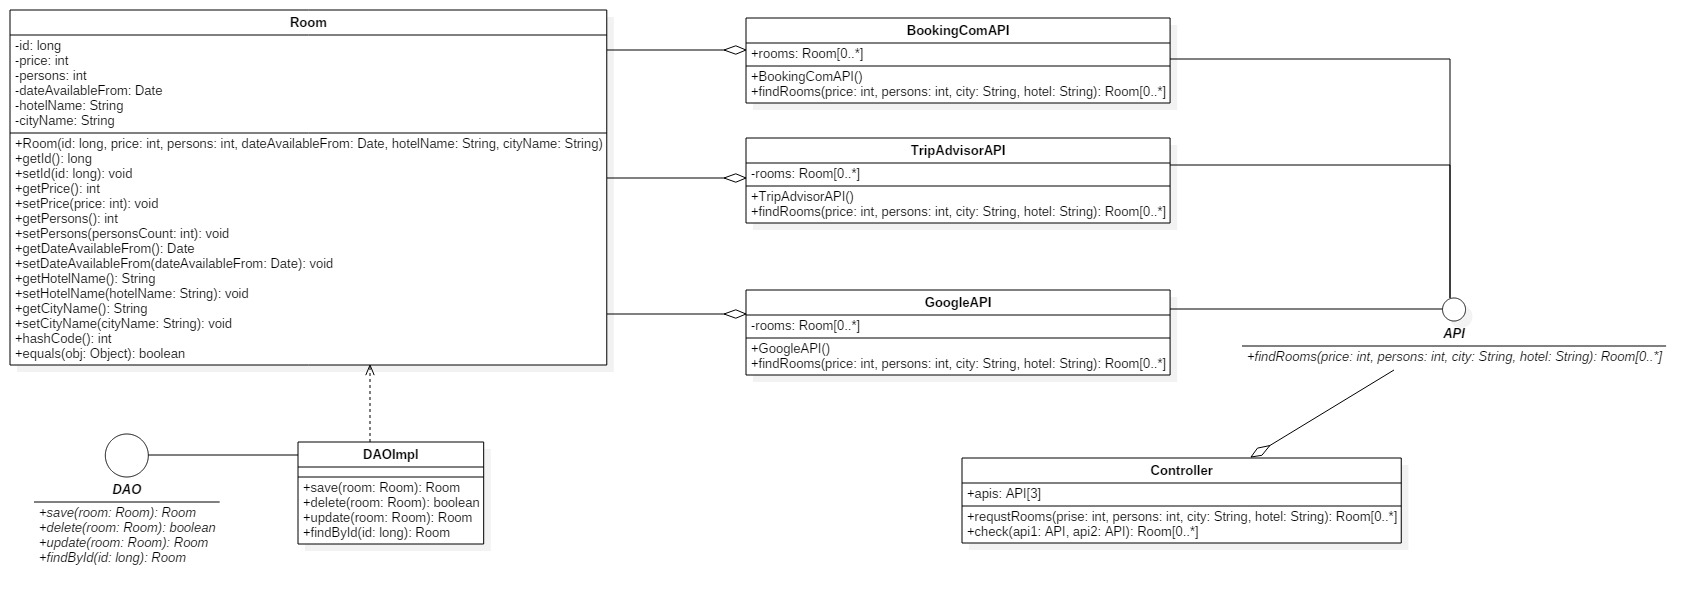 Room
-id: long
-price: int
-persons: int
-dateAvailableFrom: Date
-hotelName: String
-cityName: String
+Room(id: long, price: int, persons: int, dateAvailableFrom: Date, hotelName: String, cityName: String)
+getId(): long
+setId(id: long): void
+getPrice(): int
+setPrice(price: int): void
+getPersons(): int
+setPersons(personsCount: int): void
+getDateAvailableFrom(): Date
+setDateAvailableFrom(dateAvailableFrom: Date): void
+getHotelName(): String
+setHotelName(hotelName: String): void
+getCityName(): String
+setCityName(cityName: String): void
+hashCode(): int
+equals(obj: Object): boolean
BookingComAPI
+rooms: Room[0..*]
+BookingComAPI()
+findRooms(price: int, persons: int, city: String, hotel: String): Room[0..*]
TripAdvisorAPI
-rooms: Room[0..*]
+TripAdvisorAPI()
+findRooms(price: int, persons: int, city: String, hotel: String): Room[0..*]
GoogleAPI
-rooms: Room[0..*]
+GoogleAPI()
+findRooms(price: int, persons: int, city: String, hotel: String): Room[0..*]
API
+findRooms(price: int, persons: int, city: String, hotel: String): Room[0..*]
DAO
+save(room: Room): Room
+delete(room: Room): boolean
+update(room: Room): Room
+findById(id: long): Room
DAOImpl
+save(room: Room): Room
+delete(room: Room): boolean
+update(room: Room): Room
+findById(id: long): Room
Controller
+apis: API[3]
+requstRooms(prise: int, persons: int, city: String, hotel: String): Room[0..*]
+check(api1: API, api2: API): Room[0..*]